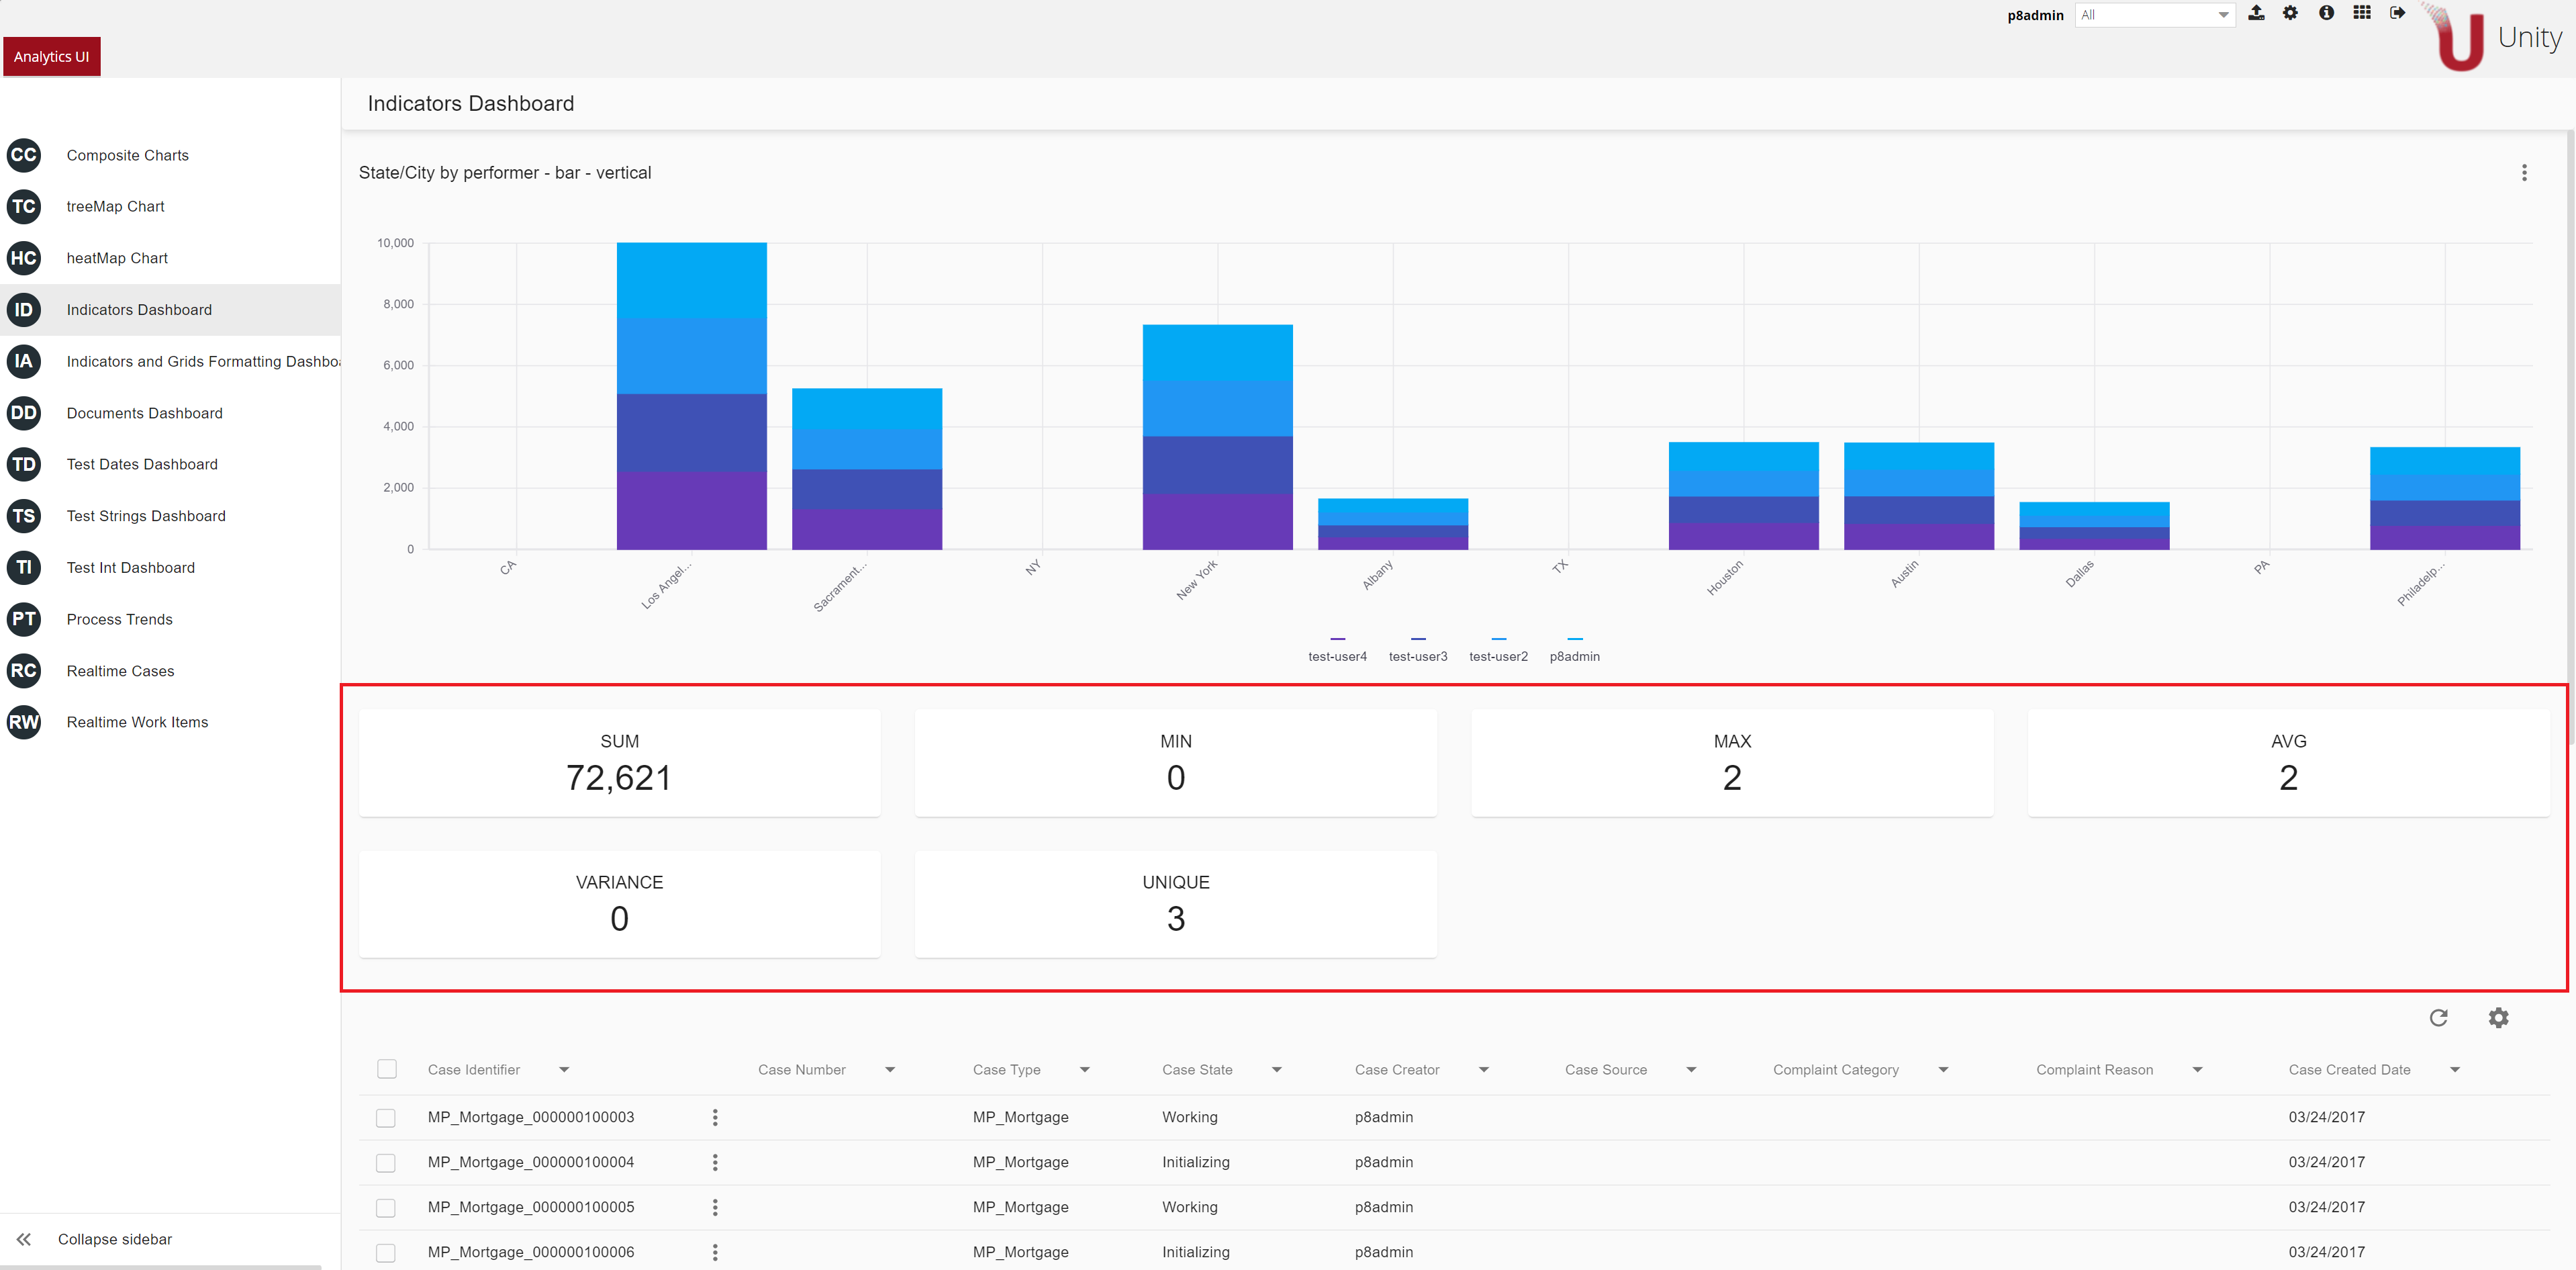 p8admin All
Unity
Analytics UI
Indicators Dashboard
CC Composite Charts
TC treeMap Chart
HC heatMap Chart
ID Indicators Dashboard
IA Indicators and Grids Formatting Dashboa
DD Documents Dashboard
TD Test Dates Dashboard
TS Test Strings Dashboard
TI Test Int Dashboard
PT Process Trends
RC Realtime Cases
RW Realtime Work Items
Collapse sidebar
State/City by performer - bar - vertical
10,000
8,000
6,000
4,000
2,000
0
CA Los Angel... Sacrament... NY New York Albany TX Houston Austin Dallas PA Philadelp...
test-user4 test-user3 test-user2 p8admin
SUM MIN MAX AVG
72,621 0 2 2
VARIANCE UNIQUE
0 3
Case Identifier Case Number Case Type Case State Case Creator Case Source Complaint Category Complaint Reason Case Created Date
MP_Mortgage_000000100003 MP_Mortgage Working p8admin 03/24/2017
MP_Mortgage_000000100004 MP_Mortgage Initializing p8admin 03/24/2017
MP_Mortgage_000000100005 MP_Mortgage Working p8admin 03/24/2017
MP_Mortgage_000000100006 MP_Mortgage Initializing p8admin 03/24/2017